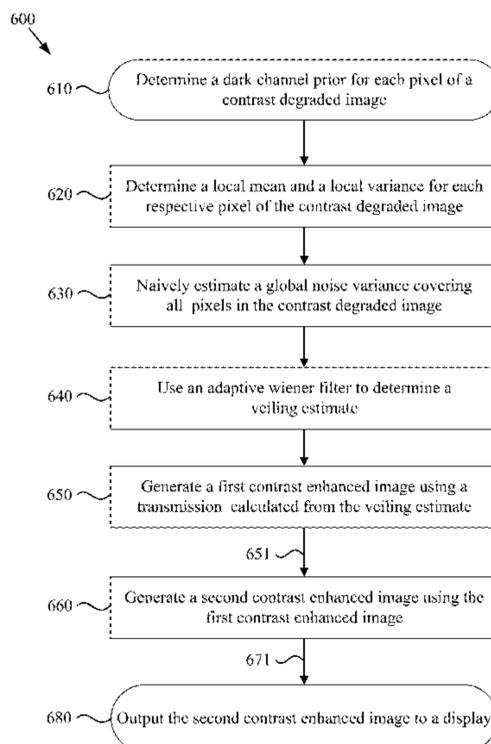 600
610
Determine a dark channel prior for each pixel of a
contrast degraded image
620
Determine a local mean and a local variance for each
respective pixel of the contrast degraded image
630
Naively estimate a global noise variance covering
all pixels in the contrast degraded image
640
Use an adaptive wiener filter to determine a
veiling estimate
650
Generate a first contrast enhanced image using a
transmission calculated from the veiling estimate
651
660
Generate a second contrast enhanced image using the
first contrast enhanced image
671
680
Output the second contrast enhanced image to a display